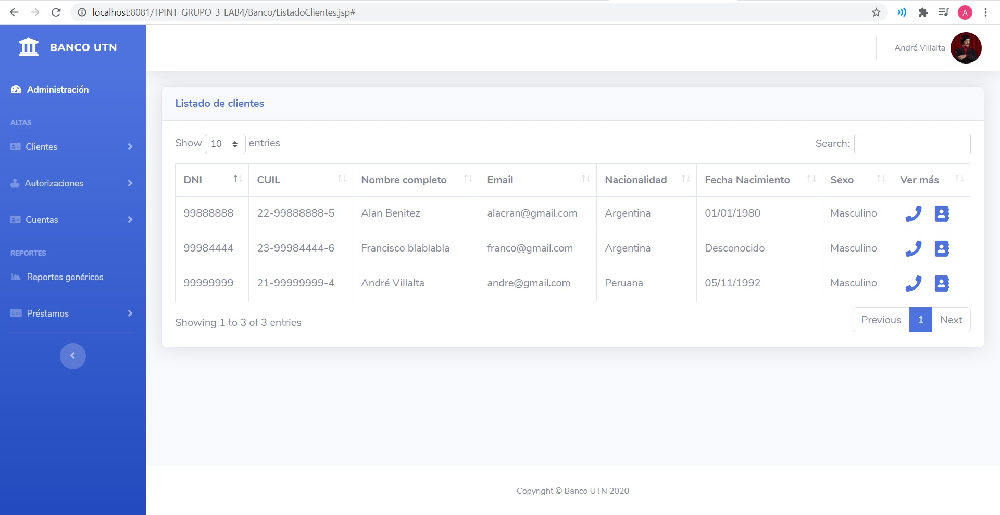 localhost:8081/TPINT_GRUPO_3_LAB4/Banco/ListadoClientes.jsp#
A
BANCO UTN
André Villalta
Administración
ALTAS
Clientes
Autorizaciones
Cuentas
REPORTES
Reportes genéricos
Préstamos
Listado de clientes
Show 10 entries
Search:
DNI CUIL Nombre completo Email Nacionalidad Fecha Nacimiento Sexo Ver más
99888888 22-99888888-5 Alan Benitez alacran@gmail.com Argentina 01/01/1980 Masculino
99984444 23-99984444-6 Francisco blablabla franco@gmail.com Argentina Desconocido Masculino
99999999 21-99999999-4 André Villalta andre@gmail.com Peruana 05/11/1992 Masculino
Showing 1 to 3 of 3 entries
Previous 1 Next
Copyright © Banco UTN 2020